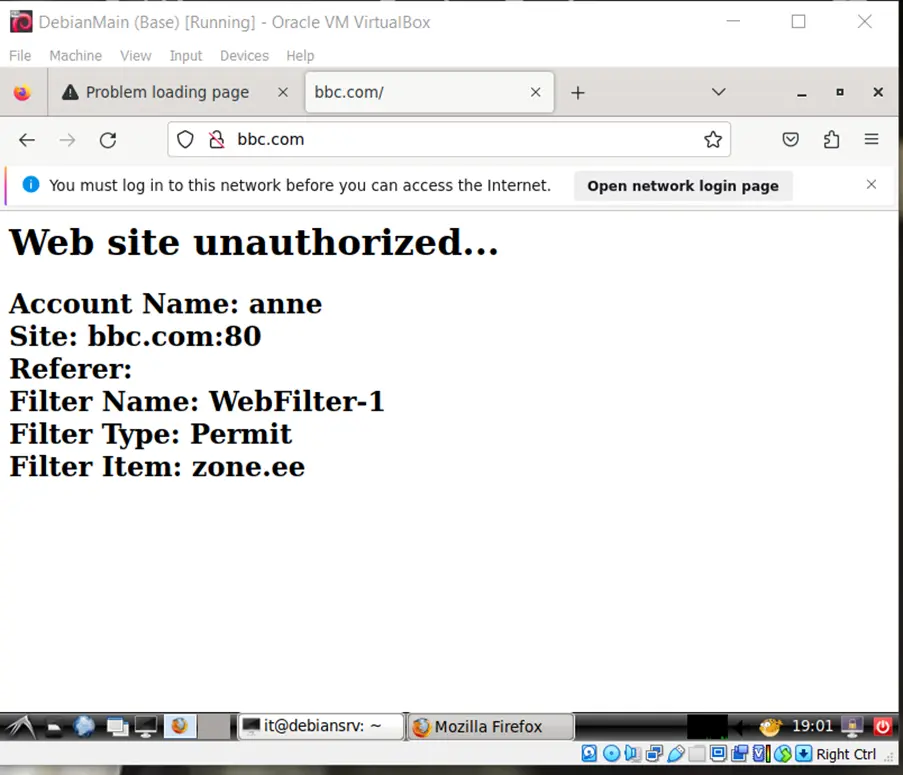 DebianMain (Base) [Running] - Oracle VM VirtualBox
File Machine View Input Devices Help
Problem loading page
bbc.com/
bbc.com
You must log in to this network before you can access the Internet.
Open network login page
Web site unauthorized...
Account Name: anne
Site: bbc.com:80
Referer:
Filter Name: WebFilter-1
Filter Type: Permit
Filter Item: zone.ee
it@debiansrv: ~
Mozilla Firefox
19:01
Right Ctrl